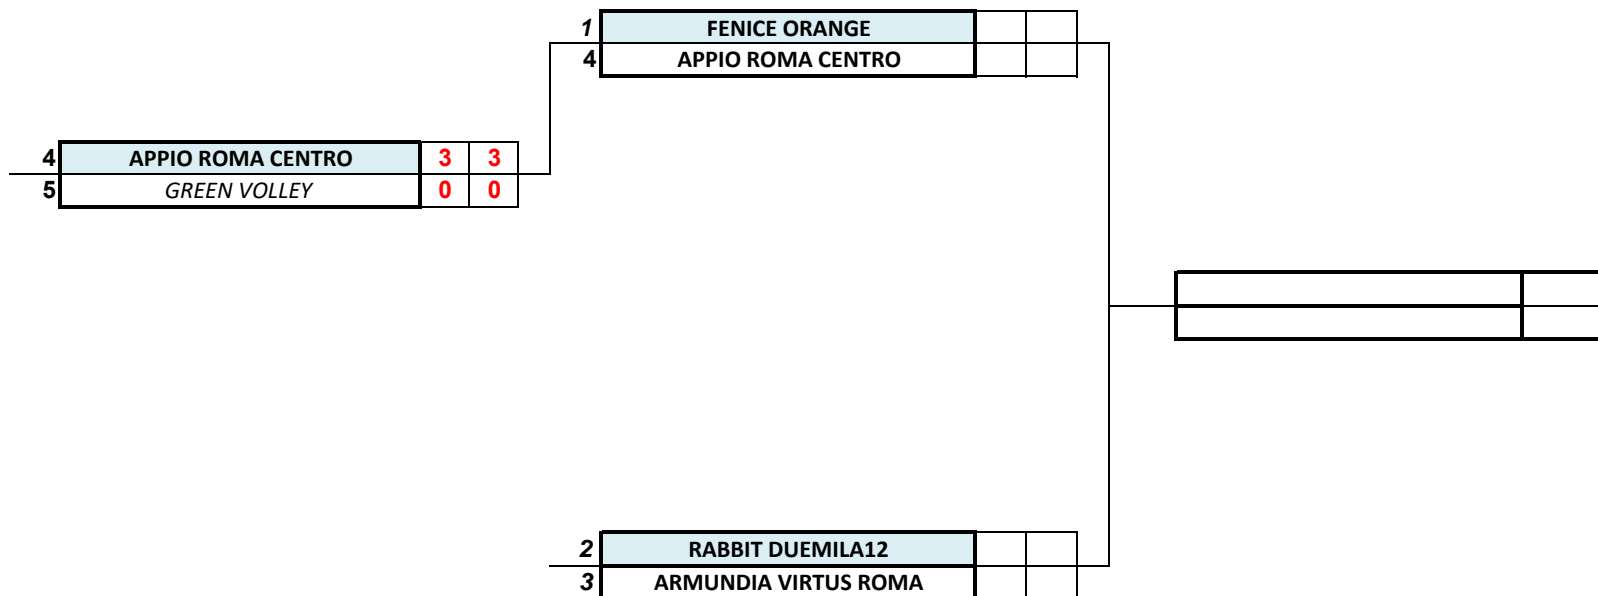 1 FENICE ORANGE
4 APPIO ROMA CENTRO
4 APPIO ROMA CENTRO 3 3
5 GREEN VOLLEY 0 0
2 RABBIT DUEMILA12
3 ARMUNDIA VIRTUS ROMA